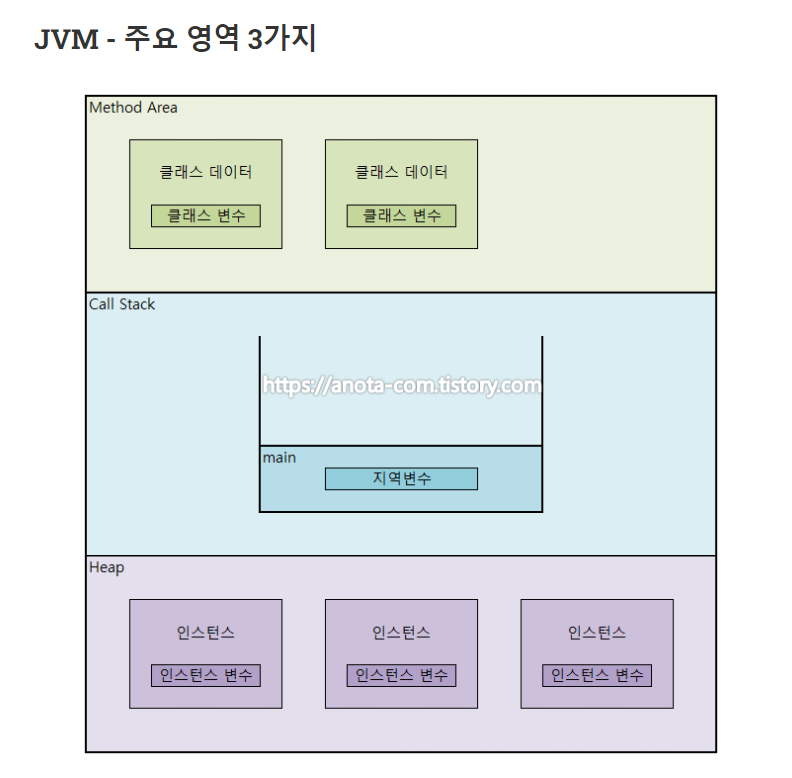 JVM - 주요 영역 3가지
Method Area
클래스 데이터
클래스 변수
클래스 데이터
클래스 변수
Call Stack
https://anota-com.tistory.com
main
지역변수
Heap
인스턴스
인스턴스 변수
인스턴스
인스턴스 변수
인스턴스
인스턴스 변수